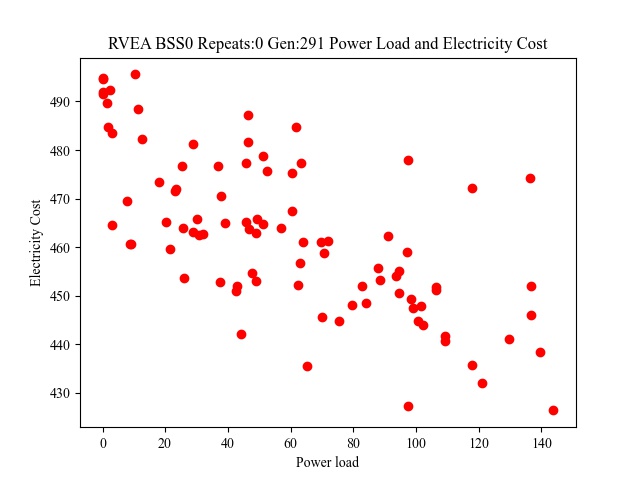 RVEA BSS0 Repeats:0 Gen:291 Power Load and Electricity Cost
490
480
470
460
450
440
430
Electricity Cost
0 20 40 60 80 100 120 140
Power load